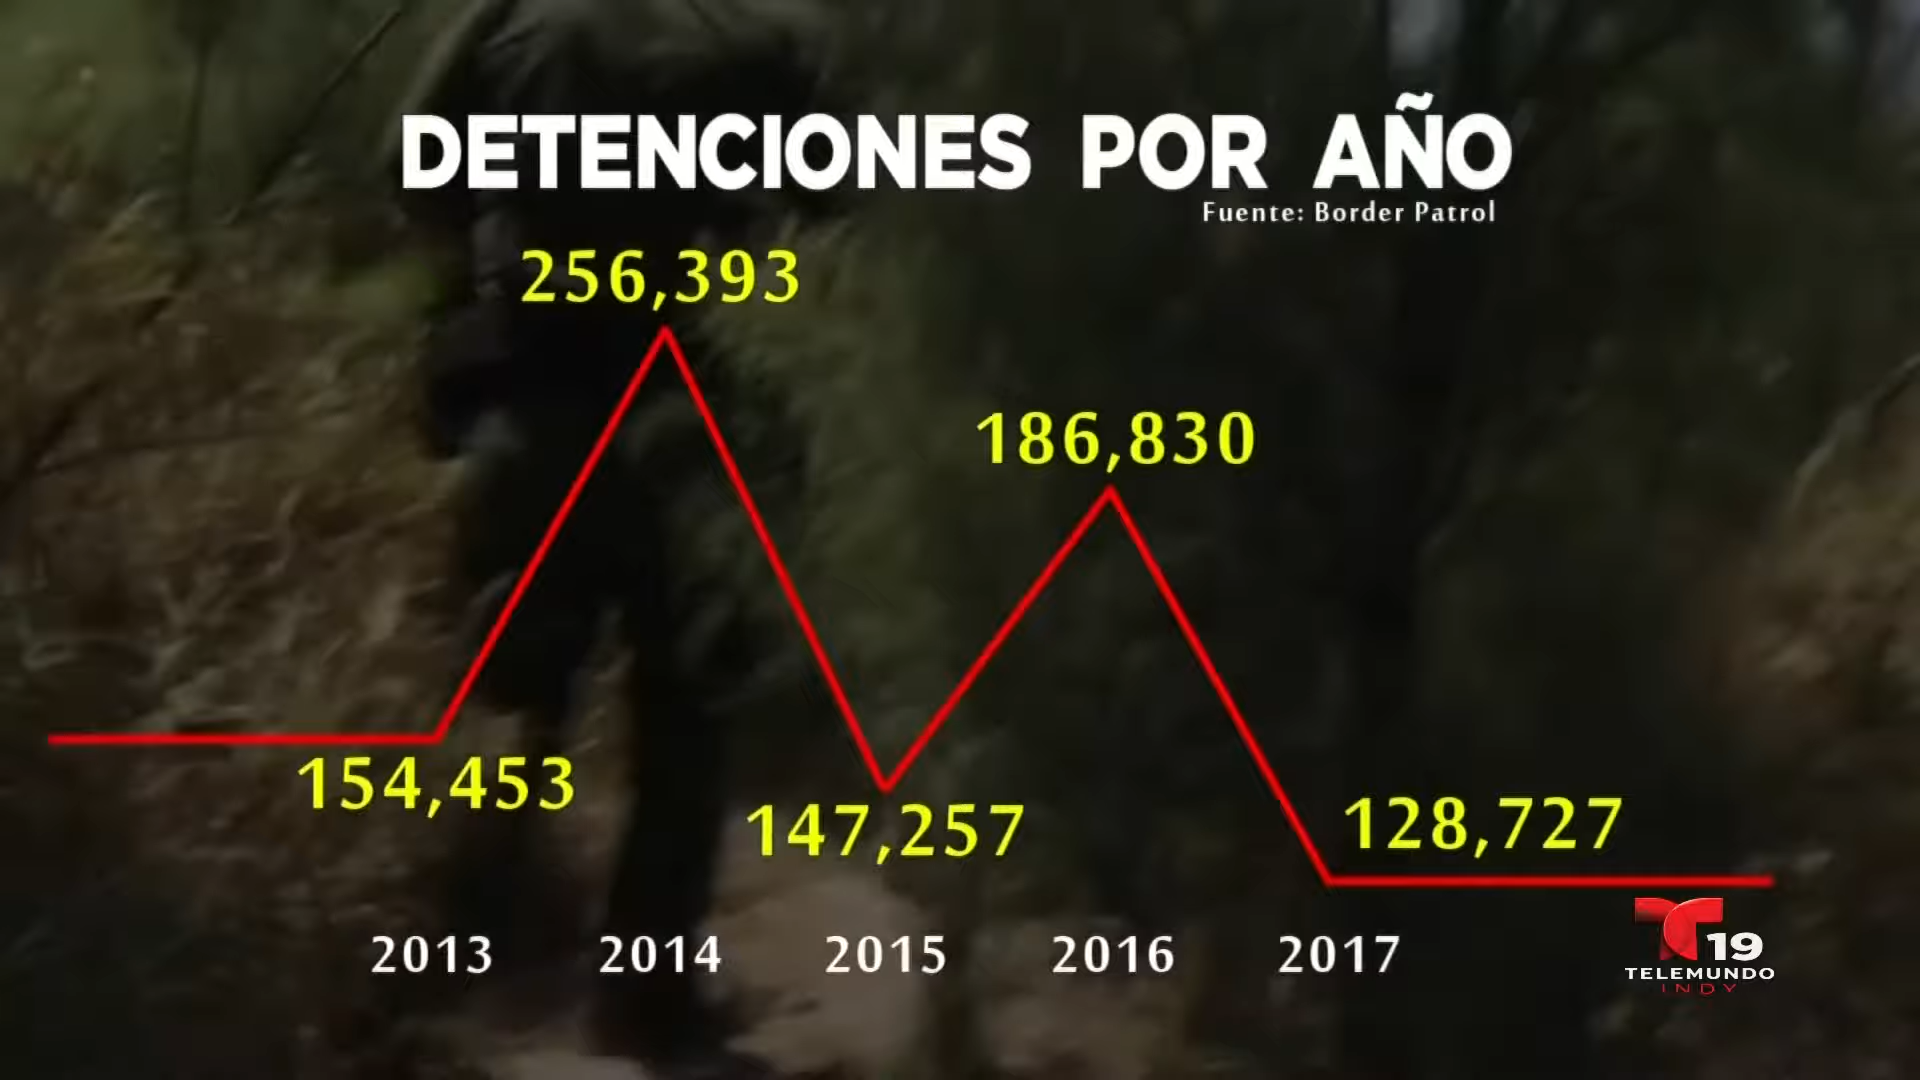 DETENCIONES POR AÑO
Fuente: Border Patrol
256,393
186,830
154,453
147,257
128,727
2013 2014 2015 2016 2017
19
TELEMUNDO
INDY